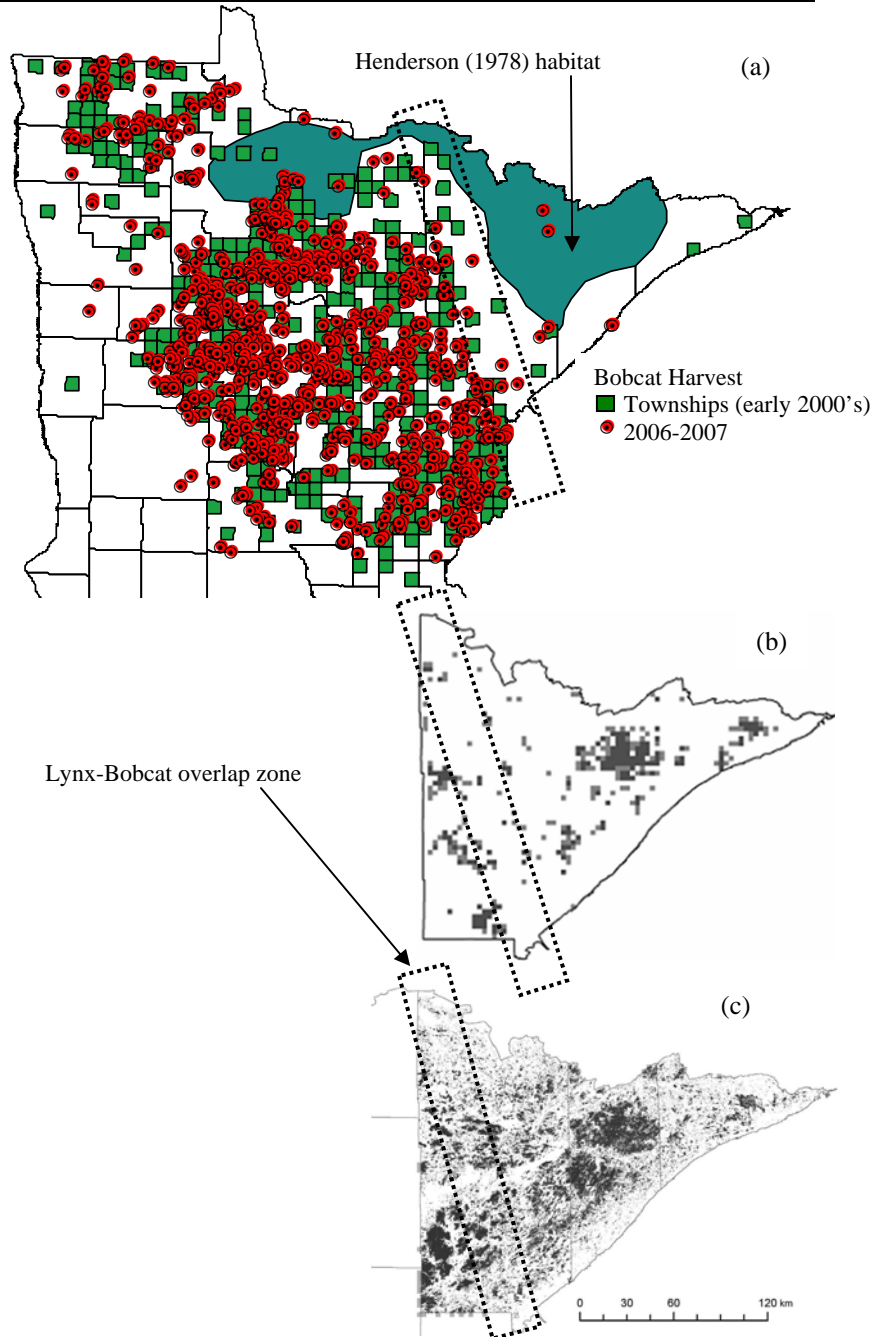 Henderson (1978) habitat
(a)
Bobcat Harvest
Townships (early 2000's)
2006-2007
(b)
Lynx-Bobcat overlap zone
(c)
0 30 60 120 km